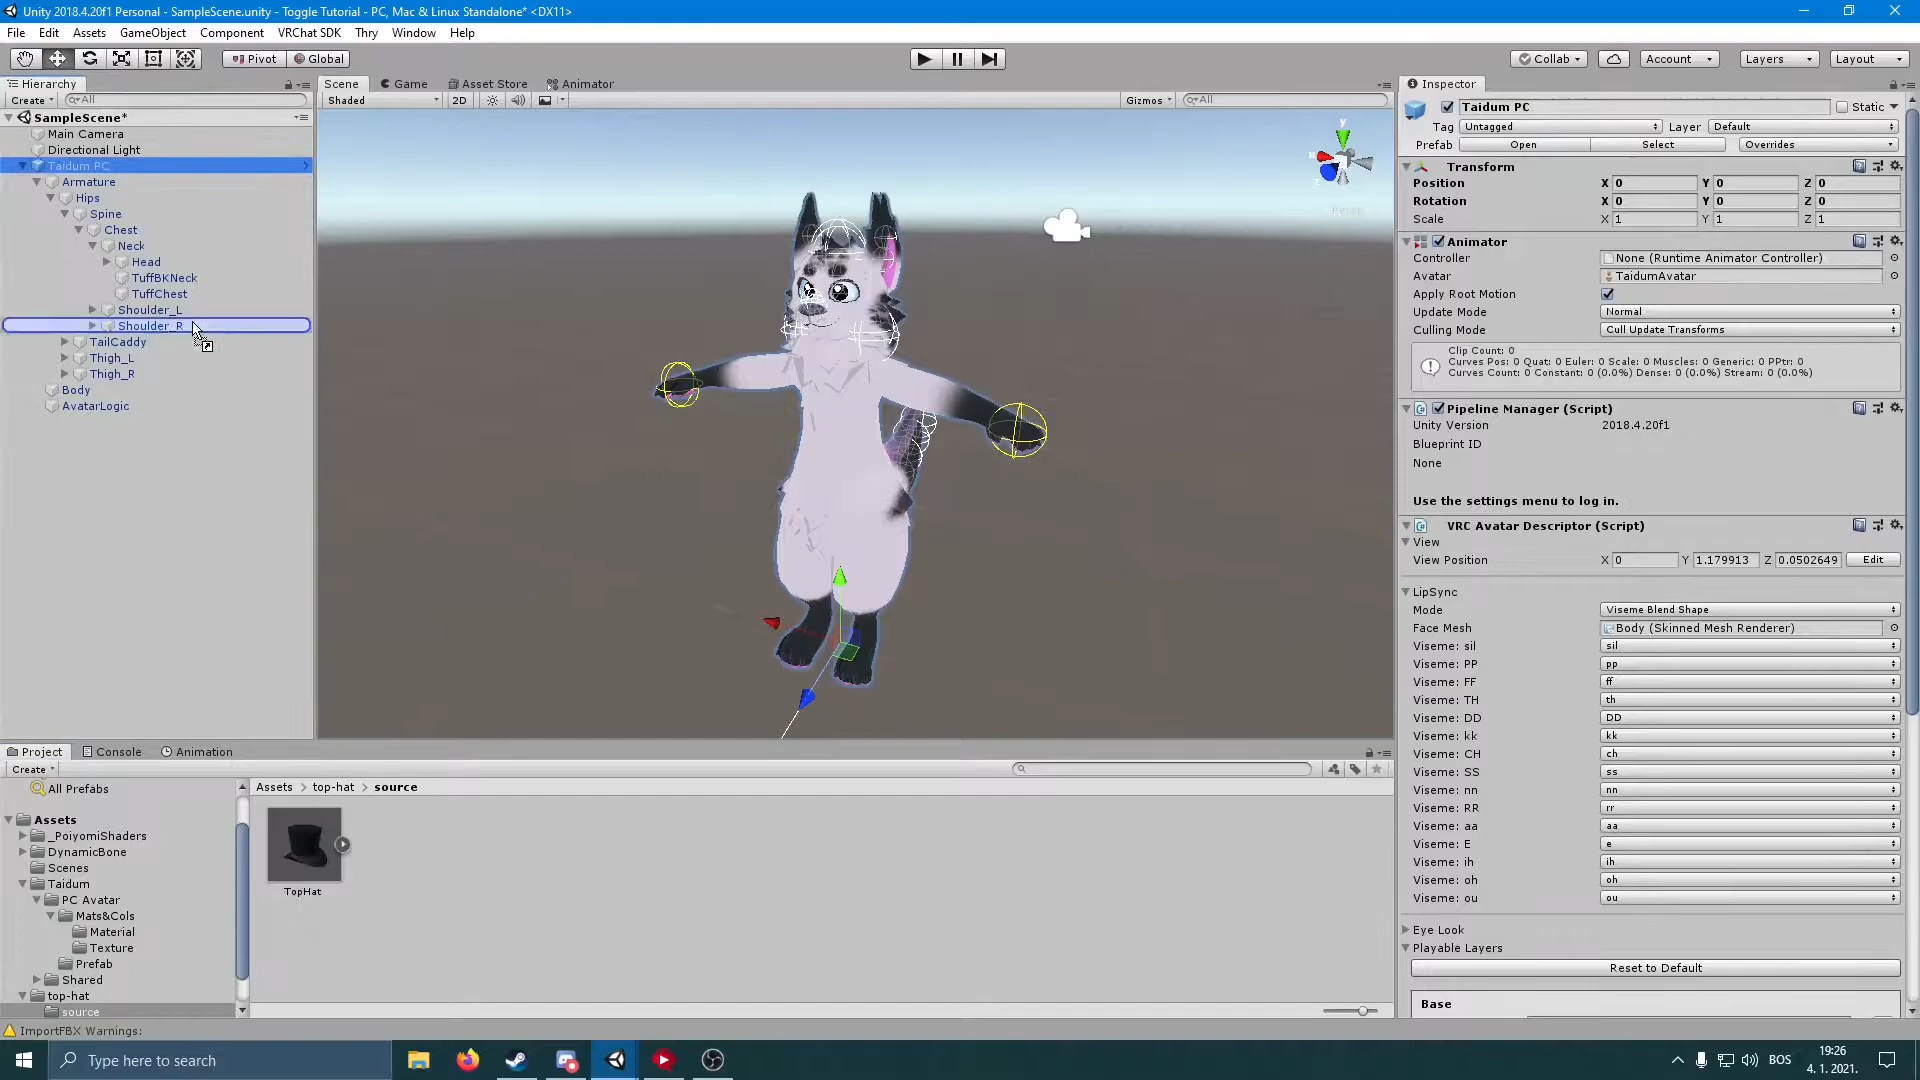 Unity 2018.4.20f1 Personal - SampleScene.unity - Toggle Tutorial - PC, Mac & Linux Standalone* <DX11>
File Edit Assets GameObject Component VRChat SDK Thry Window Help
Pivot Global Collab Account Layers Layout
Hierarchy
Create All
SampleScene*
Main Camera
Directional Light
Taidum PC
Armature
Hips
Spine
Chest
Neck
Head
TuffBKNeck
TuffChest
Shoulder_L
Shoulder_R
TailCaddy
Thigh_L
Thigh_R
Body
AvatarLogic
Scene Game Asset Store Animator
Shaded 2D Gizmos All
y
x
z
Persp
Inspector
Taidum PC Static
Tag Untagged Layer Default
Prefab Open Select Overrides
Transform
Position X 0 Y 0 Z 0
Rotation X 0 Y 0 Z 0
Scale X 1 Y 1 Z 1
Animator
Controller None (Runtime Animator Controller)
Avatar TaidumAvatar
Apply Root Motion
Update Mode Normal
Culling Mode Cull Update Transforms
Clip Count: 0
Curves Pos: 0 Quat: 0 Euler: 0 Scale: 0 Muscles: 0 Generic: 0 PPtr: 0
Curves Count: 0 Constant: 0 (0.0%) Dense: 0 (0.0%) Stream: 0 (0.0%)
Pipeline Manager (Script)
Unity Version 2018.4.20f1
Blueprint ID
None
Use the settings menu to log in.
VRC Avatar Descriptor (Script)
View
View Position X 0 Y 1.179913 Z 0.0502649 Edit
LipSync
Mode Viseme Blend Shape
Face Mesh Body (Skinned Mesh Renderer)
Viseme: sil sil
Viseme: PP pp
Viseme: FF ff
Viseme: TH th
Viseme: DD DD
Viseme: kk kk
Viseme: CH ch
Viseme: SS ss
Viseme: nn nn
Viseme: RR rr
Viseme: aa aa
Viseme: E e
Viseme: ih ih
Viseme: oh oh
Viseme: ou ou
Eye Look
Playable Layers
Reset to Default
Base
Project Console Animation
Create
All Prefabs
Assets
_PoiyomiShaders
DynamicBone
Scenes
Taidum
PC Avatar
Mats&Cols
Material
Texture
Prefab
Shared
top-hat
source
Assets > top-hat > source
TopHat
ImportFBX Warnings:
Type here to search
BOS
19:26
4. 1. 2021.